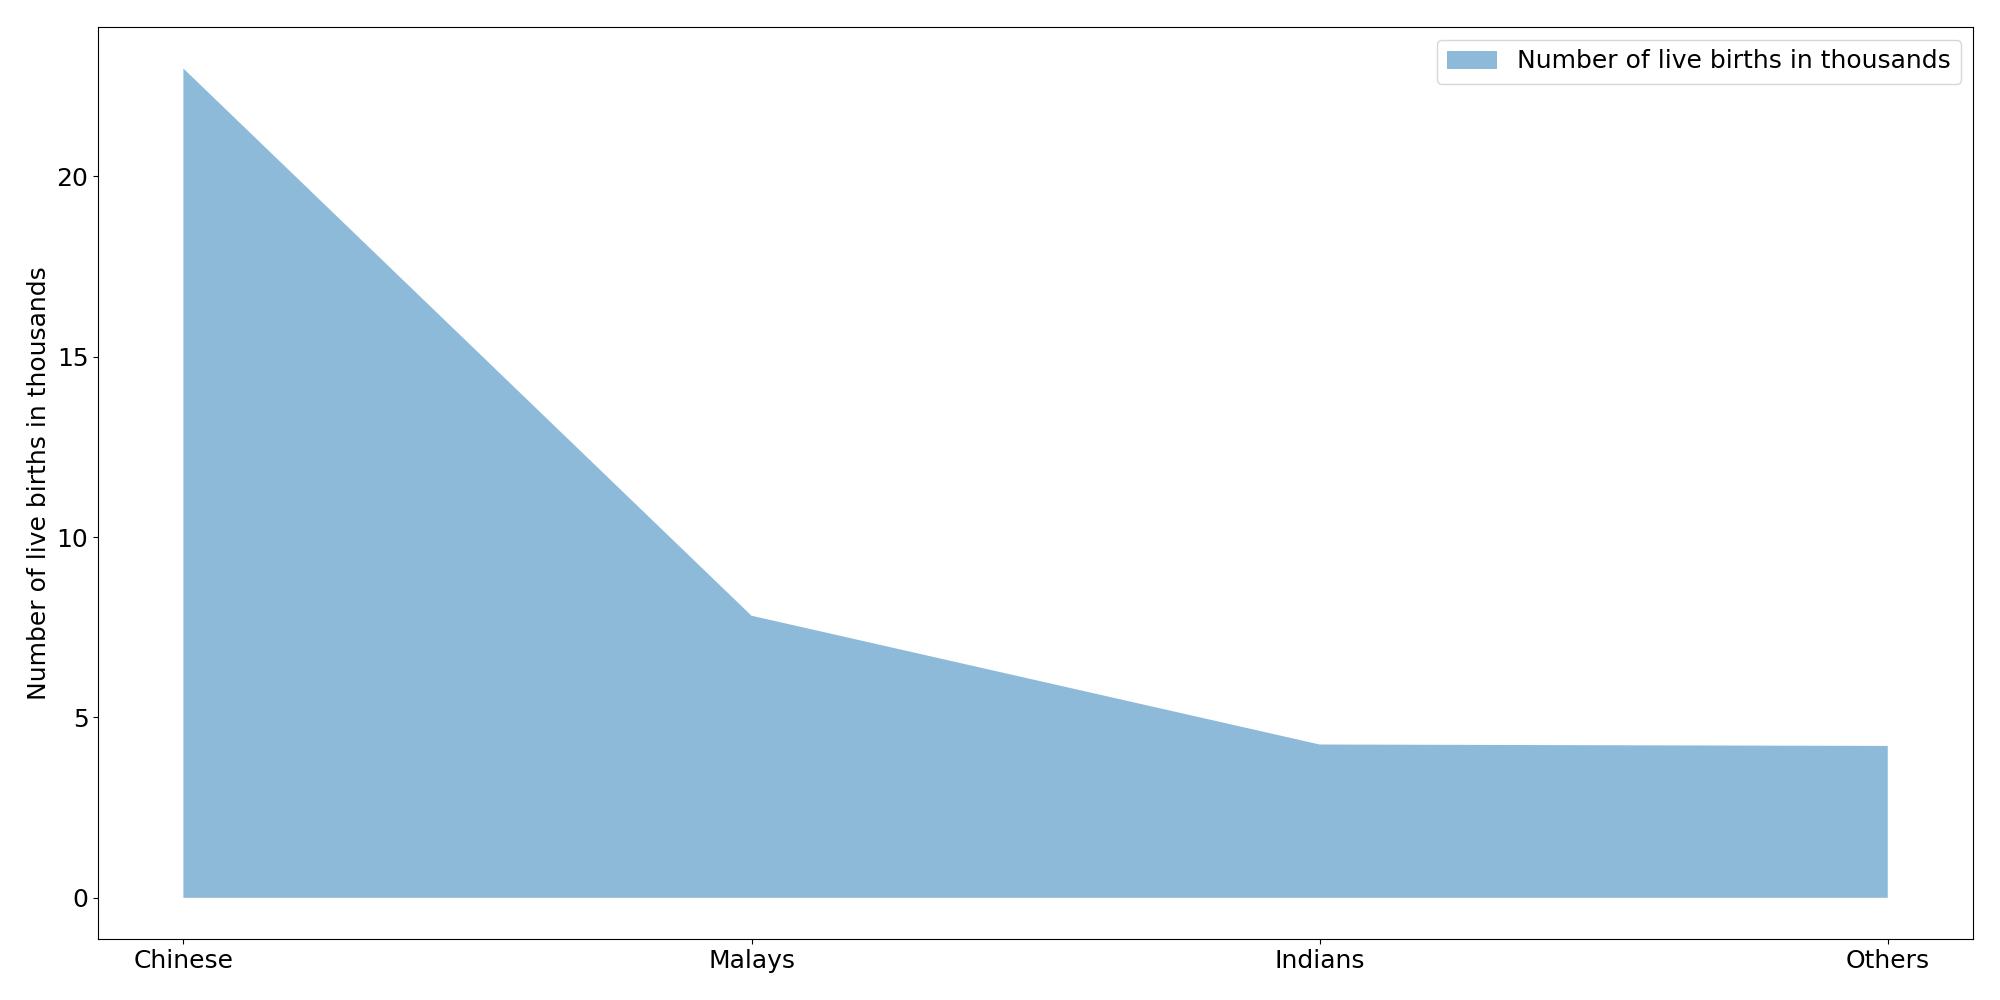 Number of live births in thousands
Number of live births in thousands
20
15
10
5
0
Chinese
Malays
Indians
Others